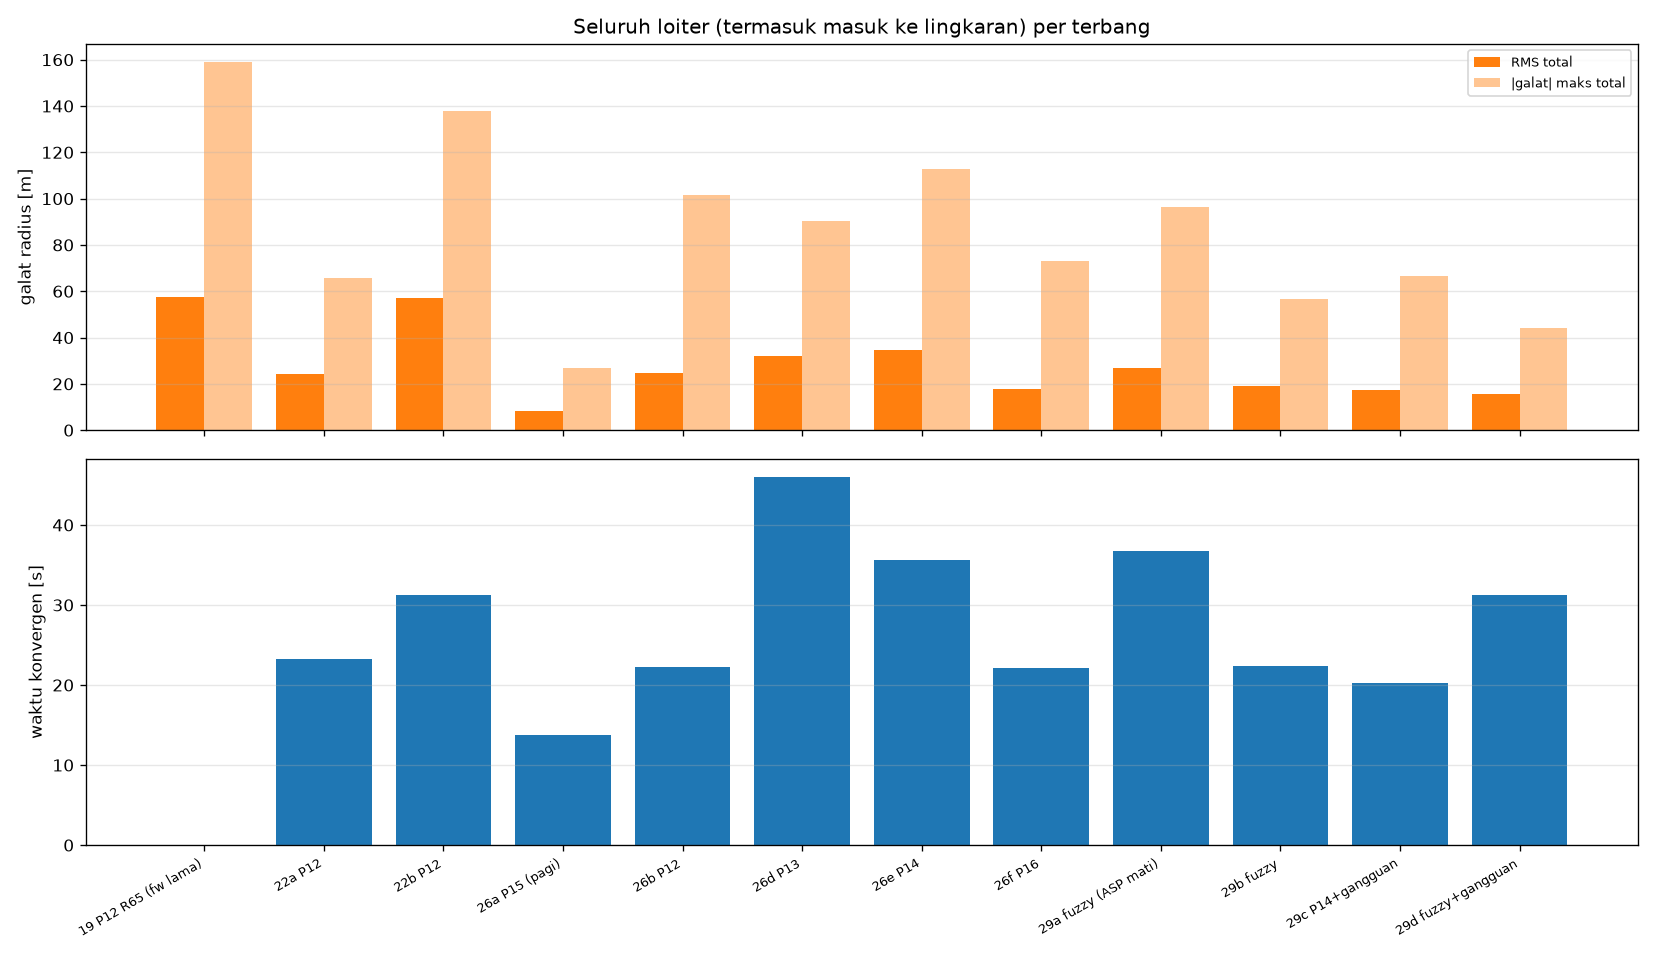 Seluruh loiter (termasuk masuk ke lingkaran) per terbang
RMS total
|galat| maks total
galat radius [m]
160
140
120
100
80
60
40
20
0
waktu konvergen [s]
40
30
20
10
0
19 P12 R65 (fw lama)
22a P12
22b P12
26a P15 (pagi)
26b P12
26d P13
26e P14
26f P16
29a fuzzy (ASP mati)
29b fuzzy
29c P14+gangguan
29d fuzzy+gangguan